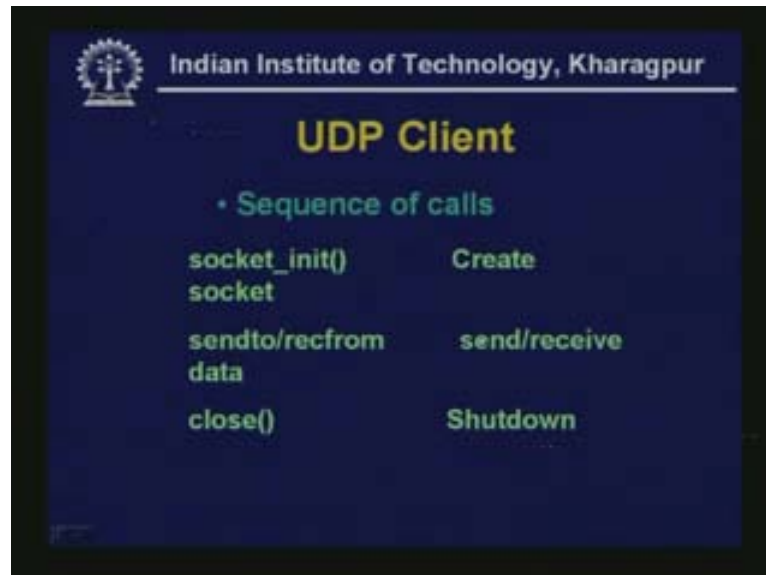 Indian Institute of Technology, Kharagpur
UDP Client
• Sequence of calls
socket_init() Create
socket
sendto/recfrom send/receive
data
close() Shutdown